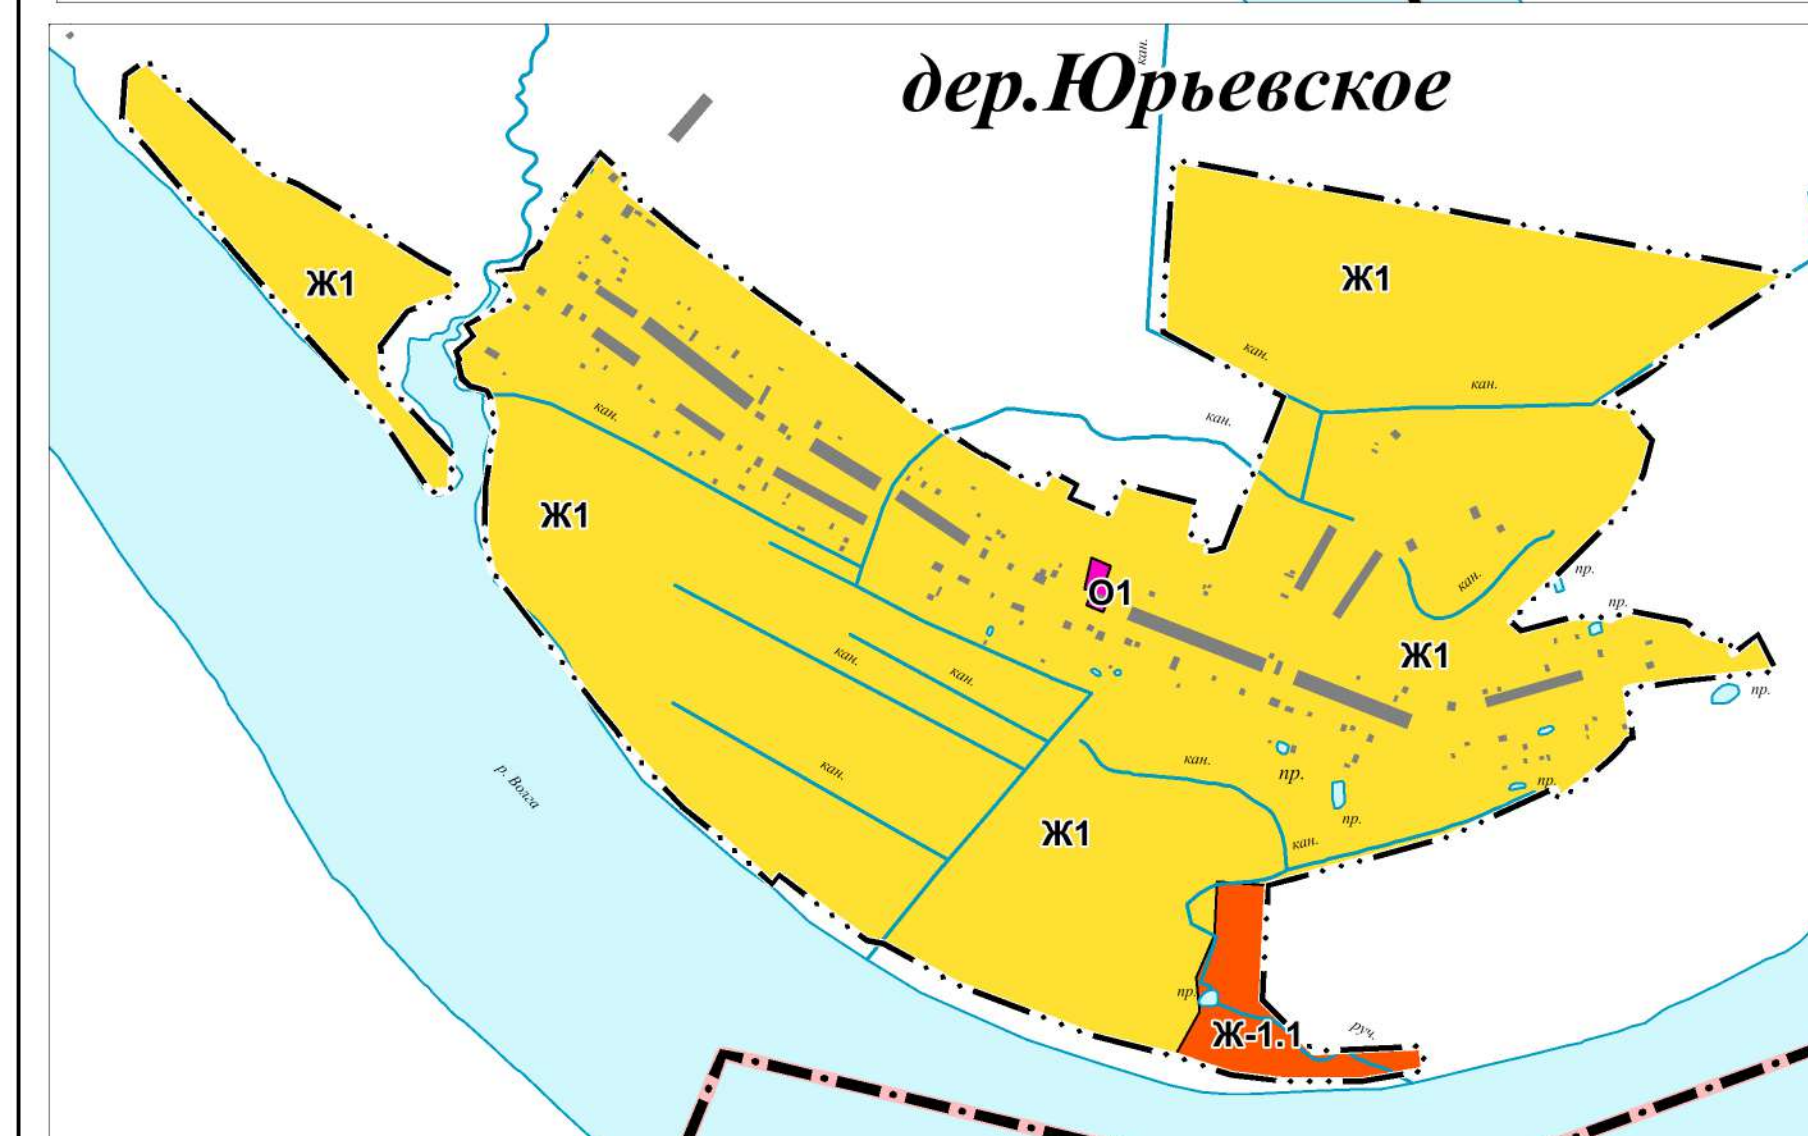 кан.
дер.Юрьевское
Ж1
Ж1
кан.
кан.
кан.
кан.
Ж1
пр.
кан.
О1
пр.
Ж1
кан.
кан.
пр.
кан.
кан.
р. Волга
пр.
пр.
пр.
Ж1
кан.
пр.
Ж-1.1
руч.